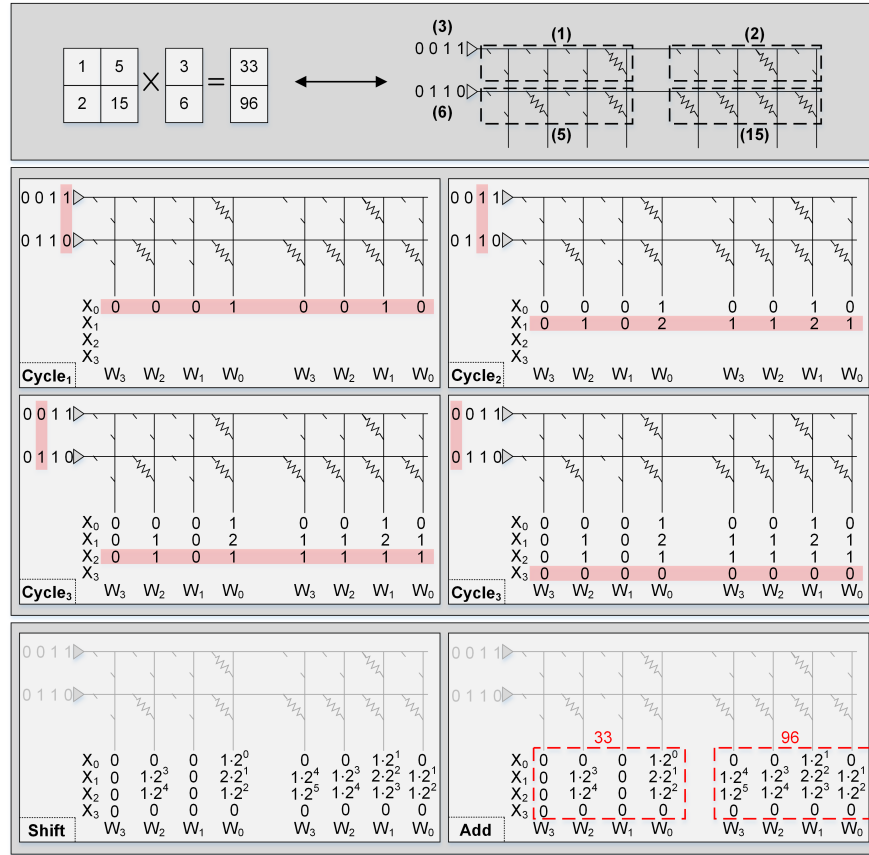 (3) (1) (2)
0 0 1 1
1 5 3 33
× =
2 15 6 96
0 1 1 0
(6) (5) (15)
0 0 1 1
0 1 1 0
X₀ 0 0 0 1 0 0 1 0
X₁
X₂
X₃
Cycle₁ W₃ W₂ W₁ W₀ W₃ W₂ W₁ W₀
0 0 1 1
0 1 1 0
X₀ 0 0 0 1 0 0 1 0
X₁ 0 1 0 2 1 1 2 1
X₂
X₃
Cycle₂ W₃ W₂ W₁ W₀ W₃ W₂ W₁ W₀
0 0 1 1
0 1 1 0
X₀ 0 0 0 1 0 0 1 0
X₁ 0 1 0 2 1 1 2 1
X₂ 0 1 0 1 1 1 1 1
X₃
Cycle₃ W₃ W₂ W₁ W₀ W₃ W₂ W₁ W₀
0 0 1 1
0 1 1 0
X₀ 0 0 0 1 0 0 1 0
X₁ 0 1 0 2 1 1 2 1
X₂ 0 1 0 1 1 1 1 1
X₃ 0 0 0 0 0 0 0 0
Cycle₃ W₃ W₂ W₁ W₀ W₃ W₂ W₁ W₀
0 0 1 1
0 1 1 0
X₀ 0 0 0 1·2⁰ 0 0 1·2¹ 0
X₁ 0 1·2³ 0 2·2¹ 1·2⁴ 1·2³ 2·2² 1·2¹
X₂ 0 1·2⁴ 0 1·2² 1·2⁵ 1·2⁴ 1·2³ 1·2²
X₃ 0 0 0 0 0 0 0 0
Shift W₃ W₂ W₁ W₀ W₃ W₂ W₁ W₀
0 0 1 1
0 1 1 0
33 96
X₀ 0 0 0 1·2⁰ 0 0 1·2¹ 0
X₁ 0 1·2³ 0 2·2¹ 1·2⁴ 1·2³ 2·2² 1·2¹
X₂ 0 1·2⁴ 0 1·2² 1·2⁵ 1·2⁴ 1·2³ 1·2²
X₃ 0 0 0 0 0 0 0 0
Add W₃ W₂ W₁ W₀ W₃ W₂ W₁ W₀